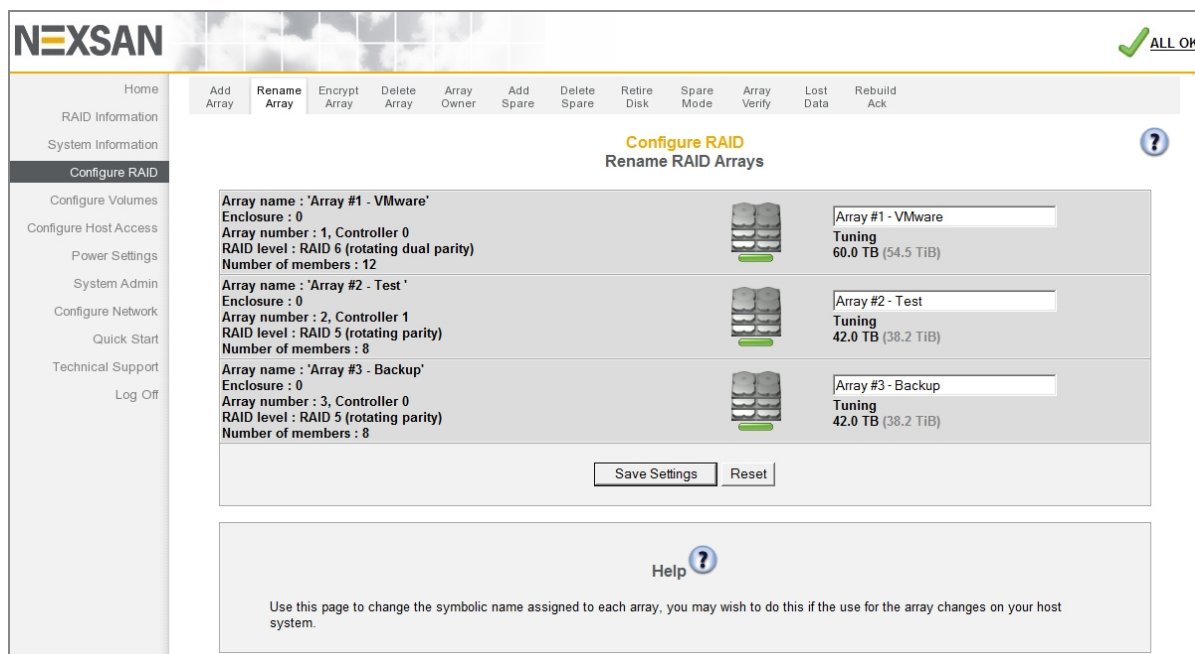 NEXSAN
ALL OK
Home
RAID Information
System Information
Configure RAID
Configure Volumes
Configure Host Access
Power Settings
System Admin
Configure Network
Quick Start
Technical Support
Log Off
Add Array
Rename Array
Encrypt Array
Delete Array
Array Owner
Add Spare
Delete Spare
Retire Disk
Spare Mode
Array Verify
Lost Data
Rebuild Ack
Configure RAID
?
Rename RAID Arrays
Array name : 'Array #1 - VMware'
Enclosure : 0
Array number : 1, Controller 0
RAID level : RAID 6 (rotating dual parity)
Number of members : 12
Array #1 - VMware
Tuning
60.0 TB (54.5 TiB)
Array name : 'Array #2 - Test '
Enclosure : 0
Array number : 2, Controller 1
RAID level : RAID 5 (rotating parity)
Number of members : 8
Array #2 - Test
Tuning
42.0 TB (38.2 TiB)
Array name : 'Array #3 - Backup'
Enclosure : 0
Array number : 3, Controller 0
RAID level : RAID 5 (rotating parity)
Number of members : 8
Array #3 - Backup
Tuning
42.0 TB (38.2 TiB)
Save Settings
Reset
Help ?
Use this page to change the symbolic name assigned to each array, you may wish to do this if the use for the array changes on your host
system.